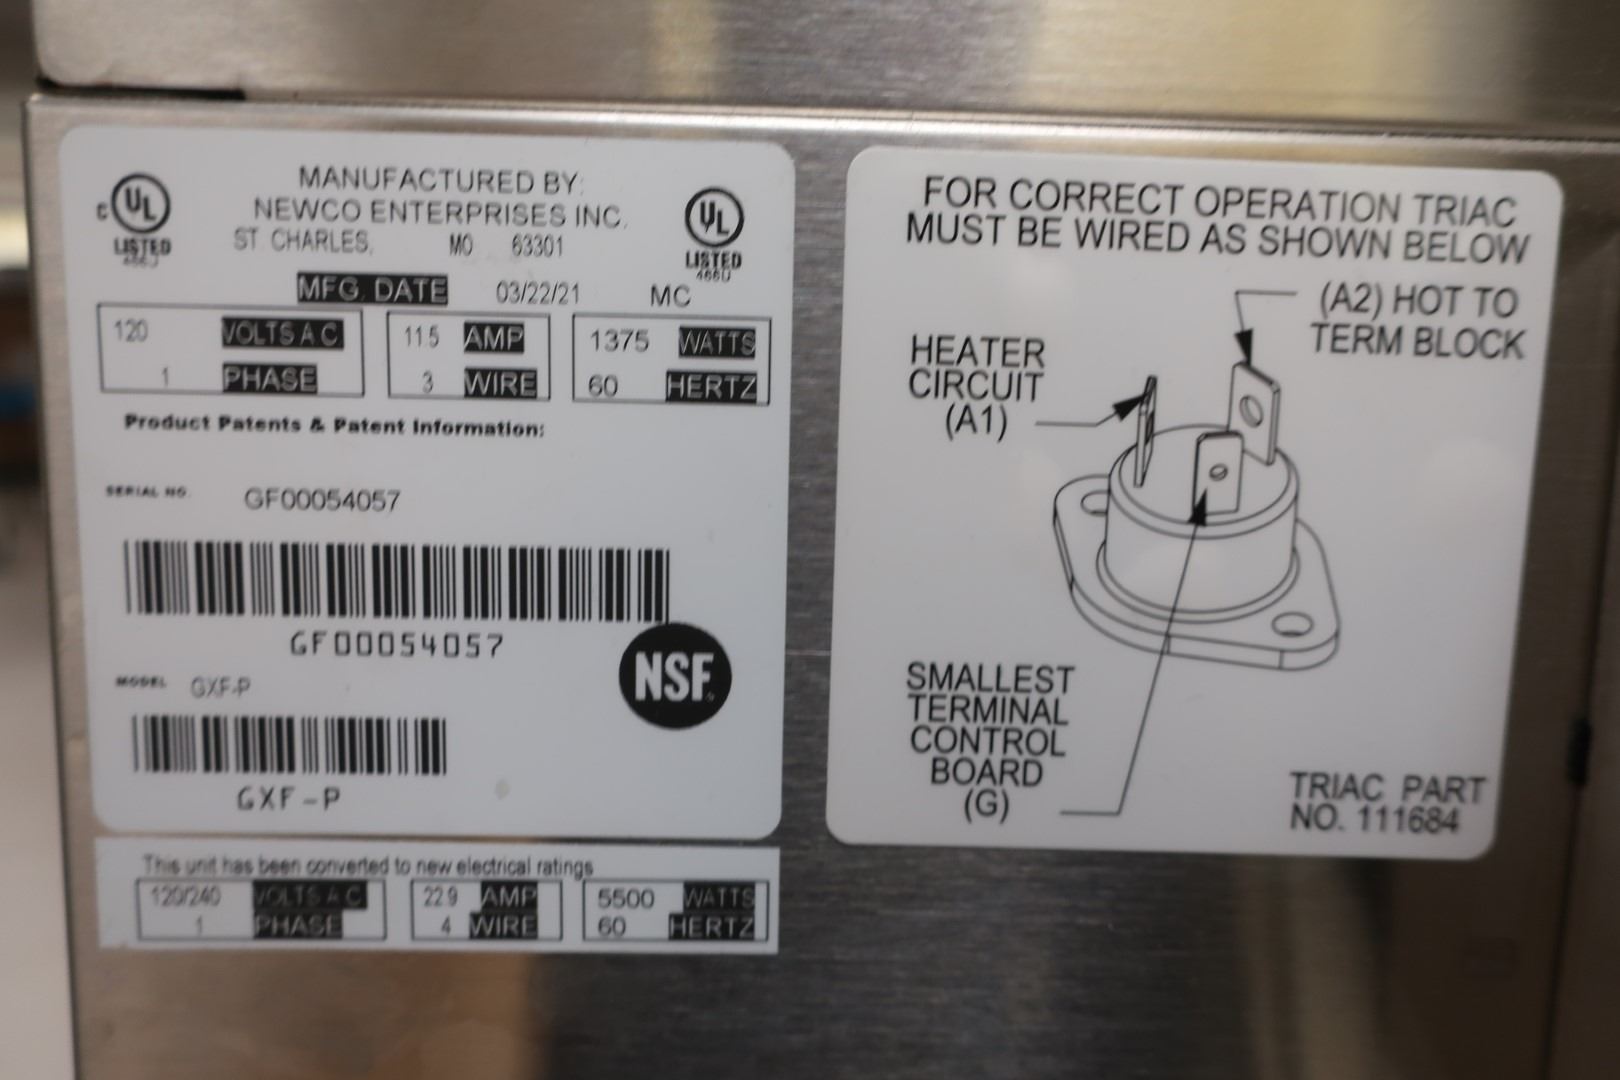 MANUFACTURED BY:
NEWCO ENTERPRISES INC.
ST. CHARLES, MO 63301
C UL LISTED
UL LISTED
MFG. DATE 03/22/21 MC
120 VOLTS A C 11.5 AMP 1375 WATTS
1 PHASE 3 WIRE 60 HERTZ
Product Patents & Patent Information:
SERIAL NO. GF00054057
GF00054057
NSF
MODEL GXF-P
GXF-P
This unit has been converted to new electrical ratings
120/240 VOLTS A C 22.9 AMP 5500 WATTS
1 PHASE 4 WIRE 60 HERTZ
FOR CORRECT OPERATION TRIAC
MUST BE WIRED AS SHOWN BELOW
(A2) HOT TO
TERM BLOCK
HEATER
CIRCUIT
(A1)
SMALLEST
TERMINAL
CONTROL
BOARD
(G)
TRIAC PART
NO. 111684